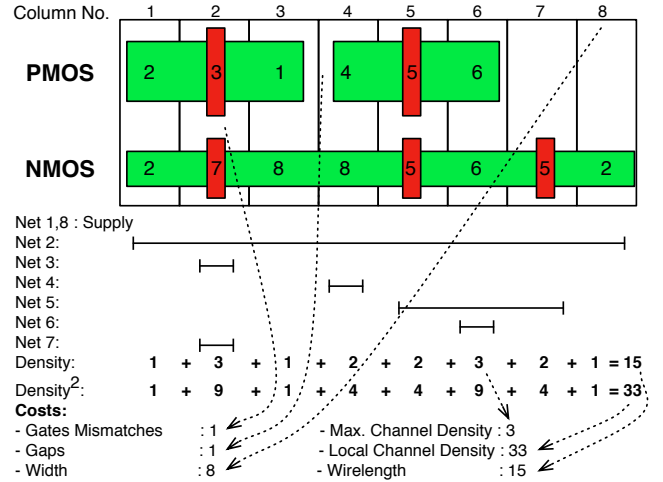 Column No. 1 2 3 4 5 6 7 8
PMOS 2 3 1 4 5 6
NMOS 2 7 8 8 5 6 5 2
Net 1,8 : Supply
Net 2:
Net 3:
Net 4:
Net 5:
Net 6:
Net 7:
Density: 1 + 3 + 1 + 2 + 2 + 3 + 2 + 1 = 15
Density2: 1 + 9 + 1 + 4 + 4 + 9 + 4 + 1 = 33
Costs:
- Gates Mismatches : 1 - Max. Channel Density : 3
- Gaps : 1 - Local Channel Density : 33
- Width : 8 - Wirelength : 15